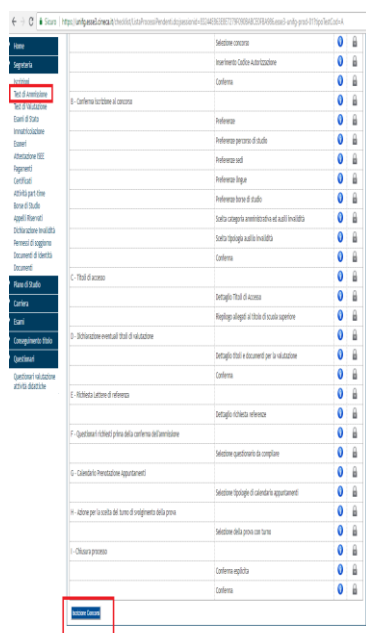 Sicuro
Home
Segreteria
Iscrizioni
Test di Ammissione
Test di Valutazione
Esami di Stato
Immatricolazione
Esoneri
Attestazione ISEE
Pagamenti
Certificati
Attività part-time
Borse di Studio
Appelli Riservati
Dichiarazione Invalidità
Permessi di soggiorno
Documenti di Identità
Documenti
Piano di Studio
Carriera
Esami
Conseguimento titolo
Questionari
Questionari valutazione
attività didattiche
Selezione concorso
Inserimento Codice Autorizzazione
Conferma
B - Conferma iscrizione al concorso
Preferenze
Preferenze percorso di studio
Preferenze sedi
Preferenze lingue
Preferenze borse di studio
Scelta categoria amministrativa ed ausili invalidità
Scelta tipologia ausilio invalidità
Conferma
C - Titoli di accesso
Dettaglio Titoli di Accesso
Riepilogo allegati al titolo di scuola superiore
D - Dichiarazione eventuali titoli di valutazione
Dettaglio titoli e documenti per la valutazione
Conferma
E - Richiesta Lettere di referenza
Dettaglio richiesta referenze
F - Questionari richiesti prima della conferma dell'ammissione
Selezione questionario da compilare
G - Calendario Prenotazione Appuntamenti
Selezione tipologie di calendario appuntamenti
H - Azione per la scelta del turno di svolgimento della prova
Selezione della prova con turno
I - Chiusura processo
Conferma esplicita
Conferma
Iscrizione Concorsi